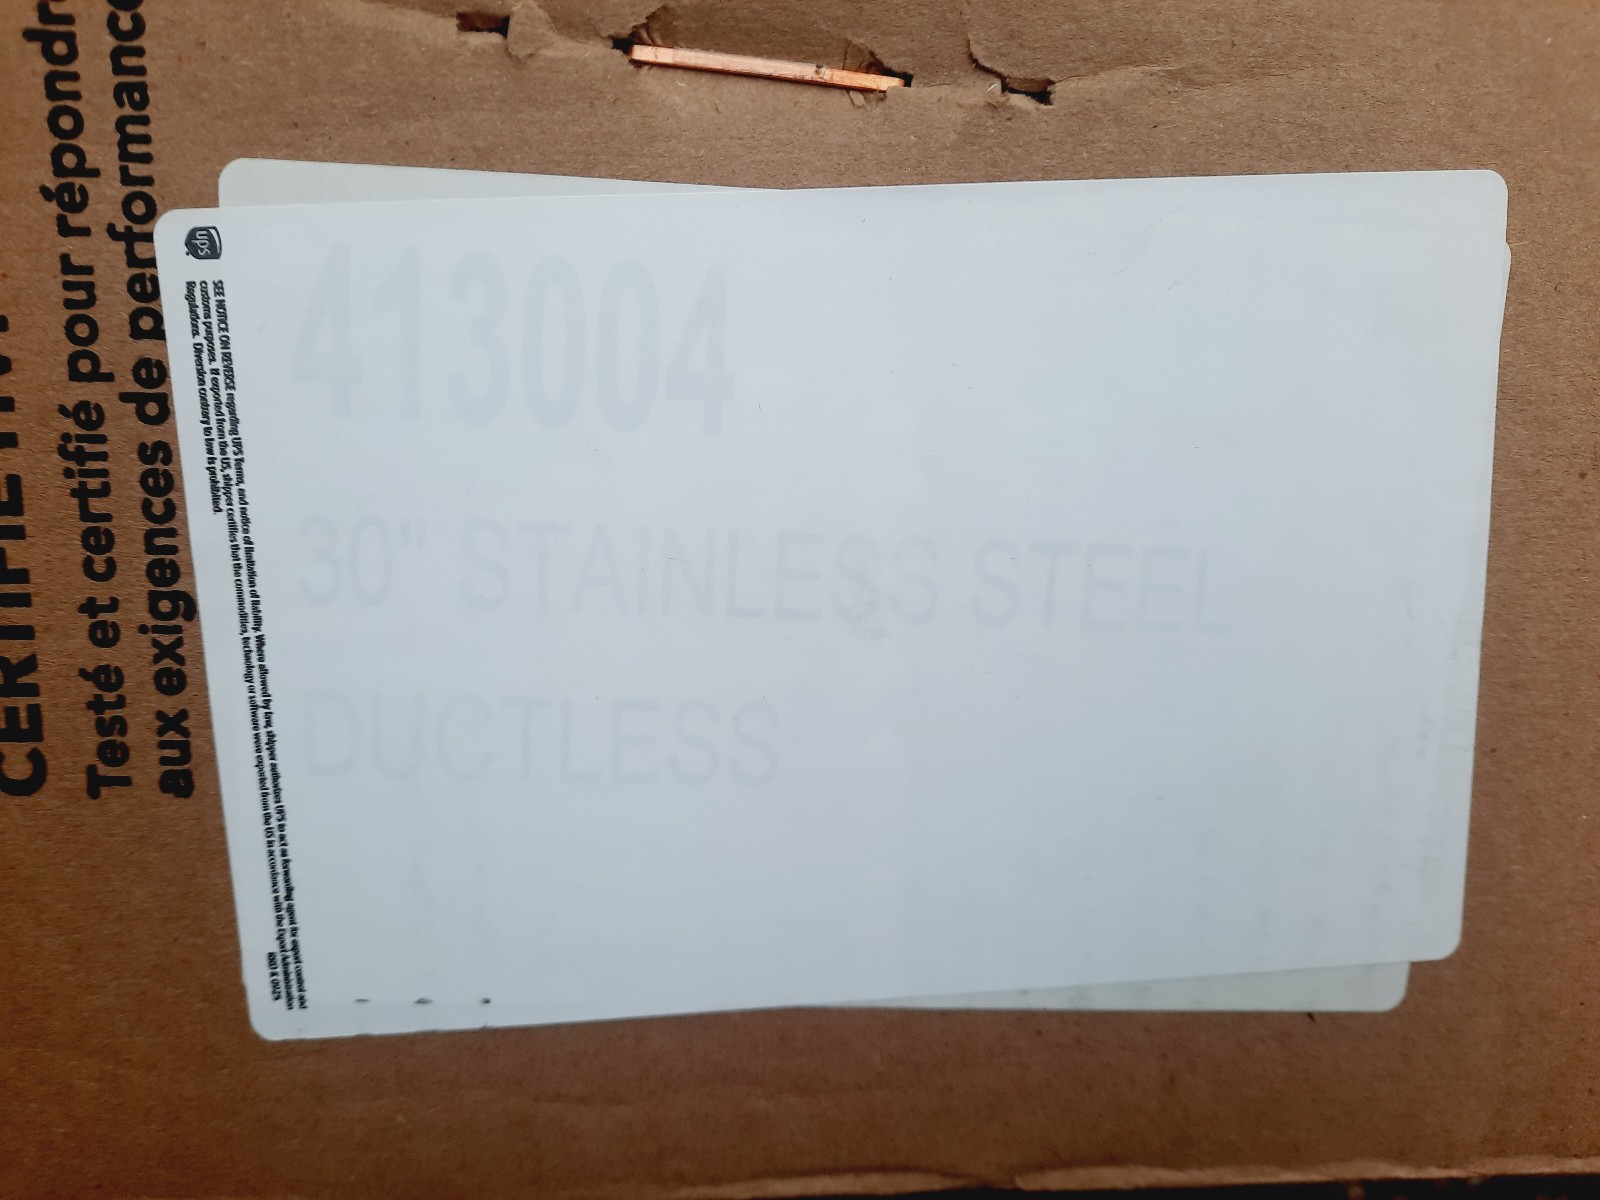 Testé et certifié pour répondr
aux exigences de performance
ups
SEE NOTICE ON REVERSE regarding UPS Terms, and notice of limitation of liability. Where allowed by law, shipper authorizes UPS to act as forwarding agent for export control and
customs purposes. If exported from the US, shipper certifies that the commodities, technology or software were exported from the US in accordance with the Export Administration
Regulations. Diversion contrary to law is prohibited.
413004
30" STAINLESS STEEL
DUCTLESS